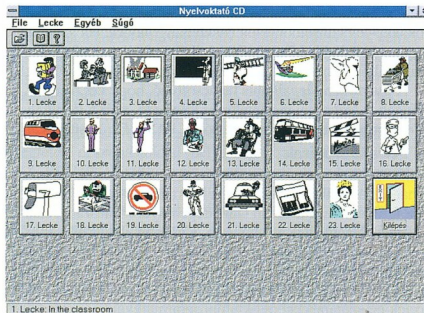 Nyelvoktató CD
File Lecke Egyéb Súgó
1. Lecke 2. Lecke 3. Lecke 4. Lecke 5. Lecke 6. Lecke 7. Lecke 8. Lecke
9. Lecke 10. Lecke 11. Lecke 12. Lecke 13. Lecke 14. Lecke 15. Lecke 16. Lecke
17. Lecke 18. Lecke 19. Lecke 20. Lecke 21. Lecke 22. Lecke 23. Lecke Kilépés
1. Lecke: In the classroom